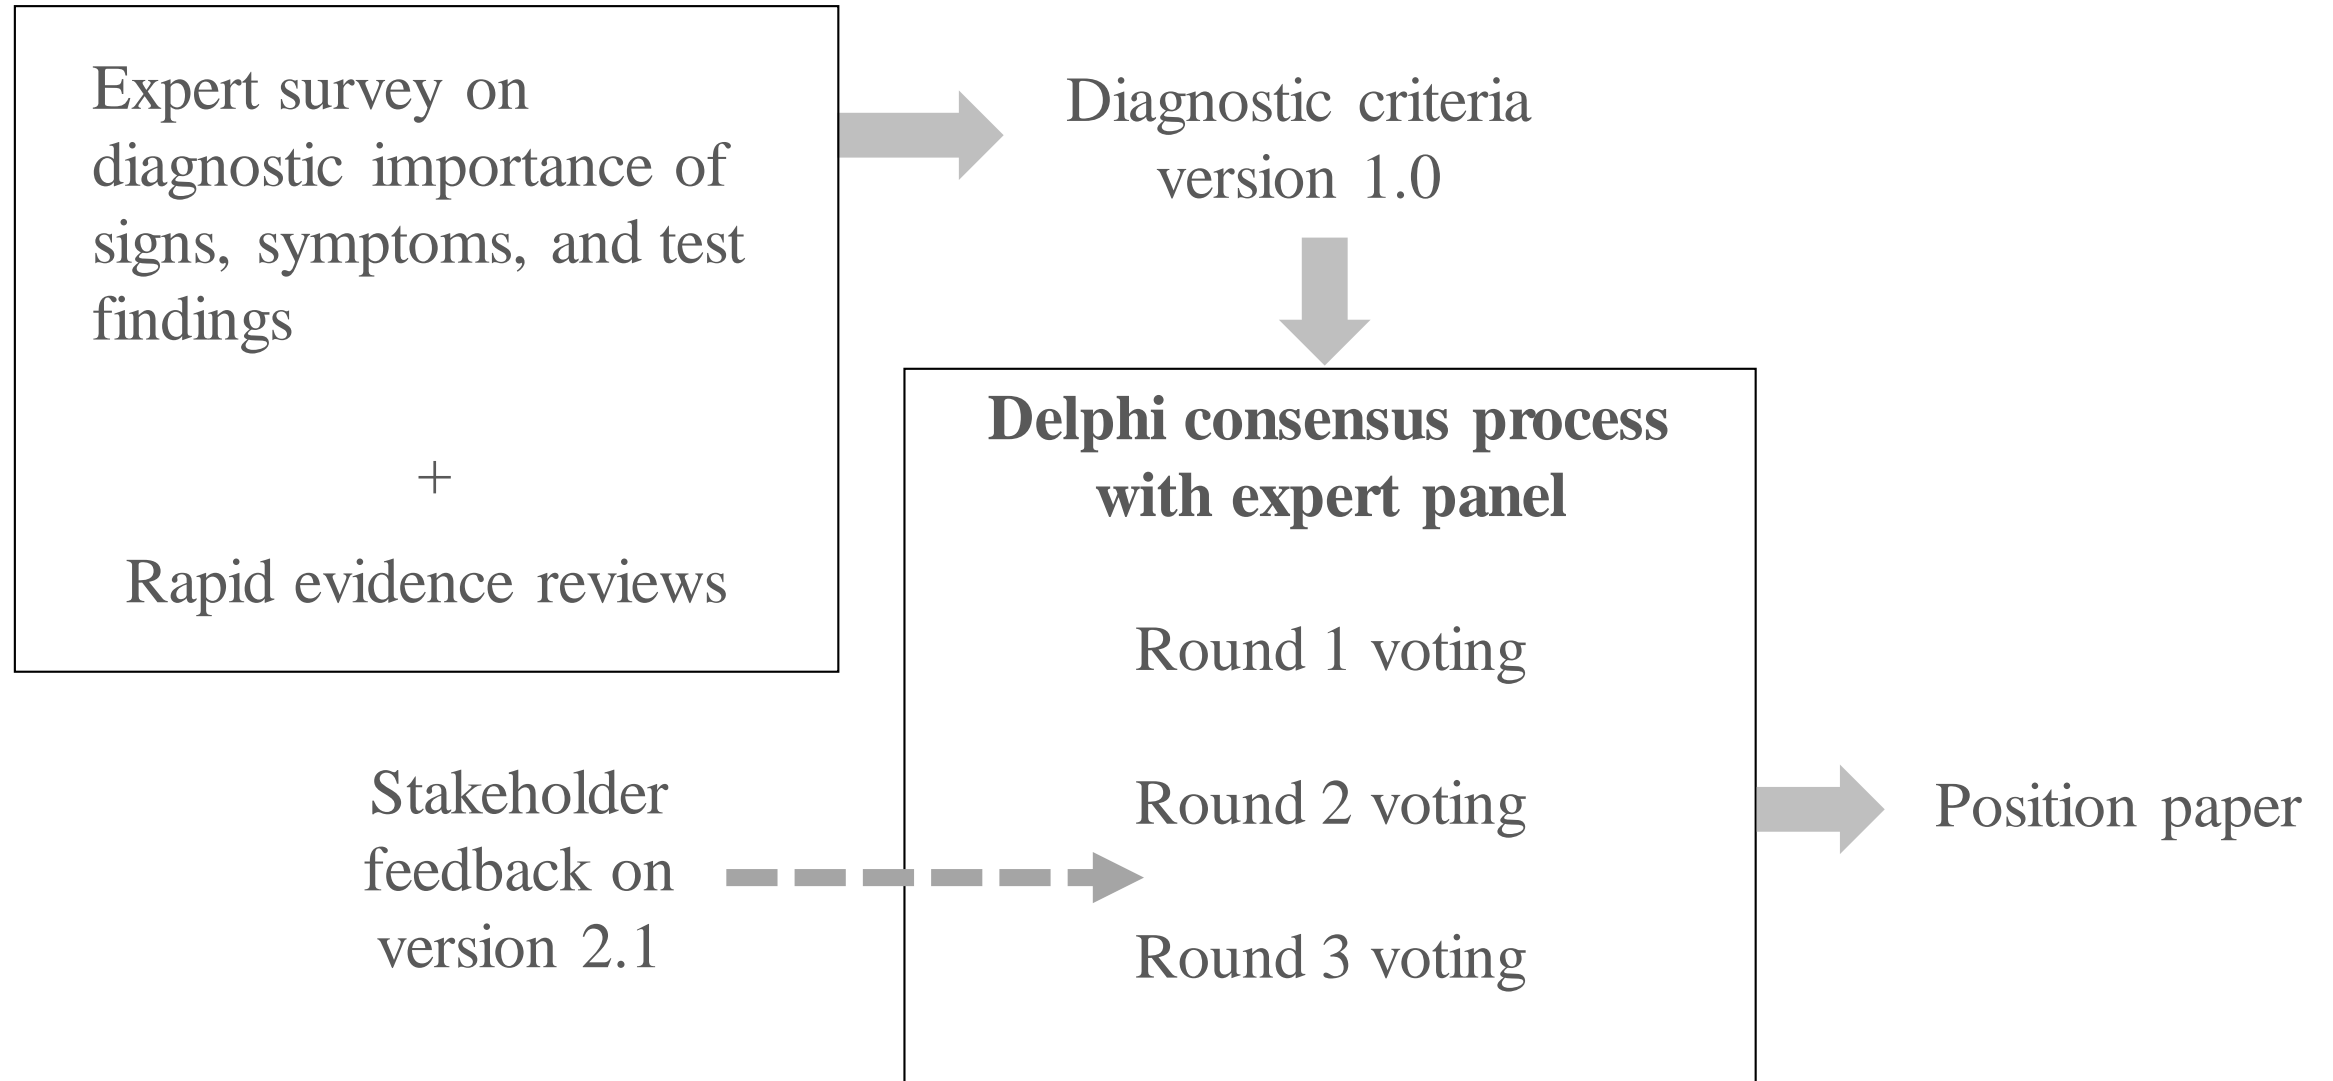 Expert survey on
diagnostic importance of
signs, symptoms, and test
findings
+
Rapid evidence reviews
Diagnostic criteria
version 1.0
Delphi consensus process
with expert panel
Round 1 voting
Round 2 voting
Round 3 voting
Stakeholder
feedback on
version 2.1
Position paper